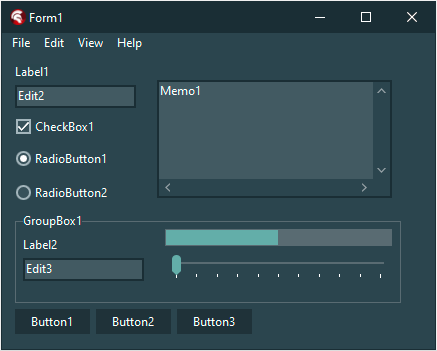 Form1
File Edit View Help
Label1
Edit2
Memo1
CheckBox1
RadioButton1
RadioButton2
GroupBox1
Label2
Edit3
Button1 Button2 Button3